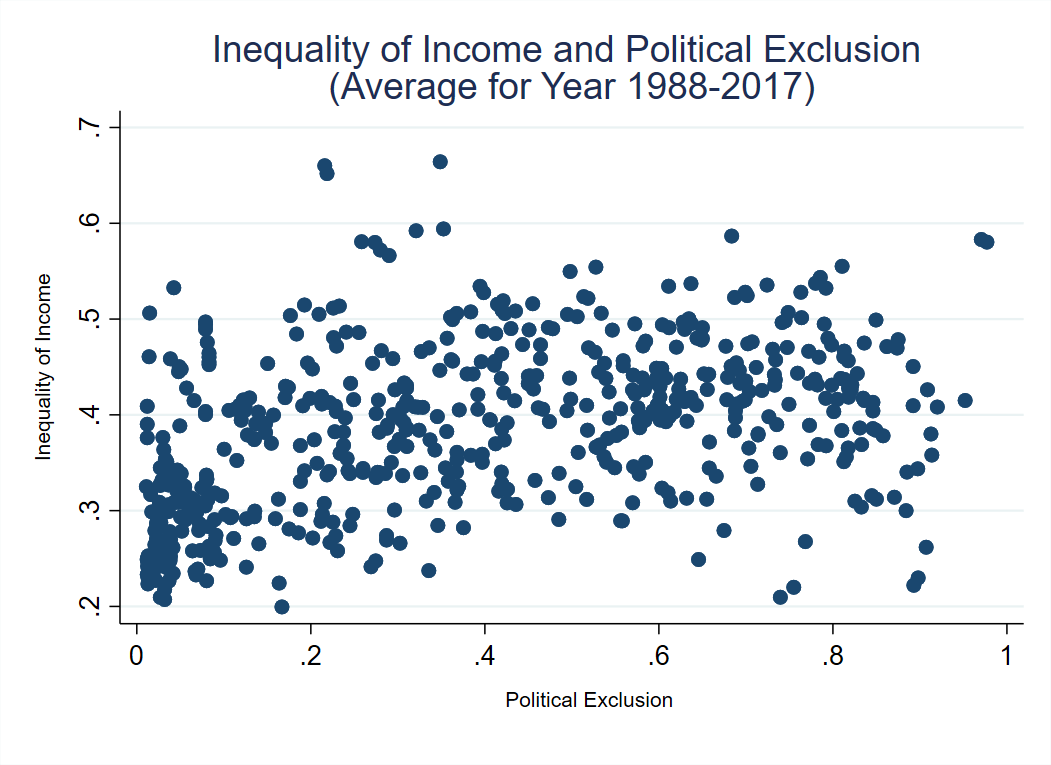 Inequality of Income and Political Exclusion
(Average for Year 1988-2017)
.7
.6
.5
.4
.3
.2
Inequality of Income
0 .2 .4 .6 .8 1
Political Exclusion